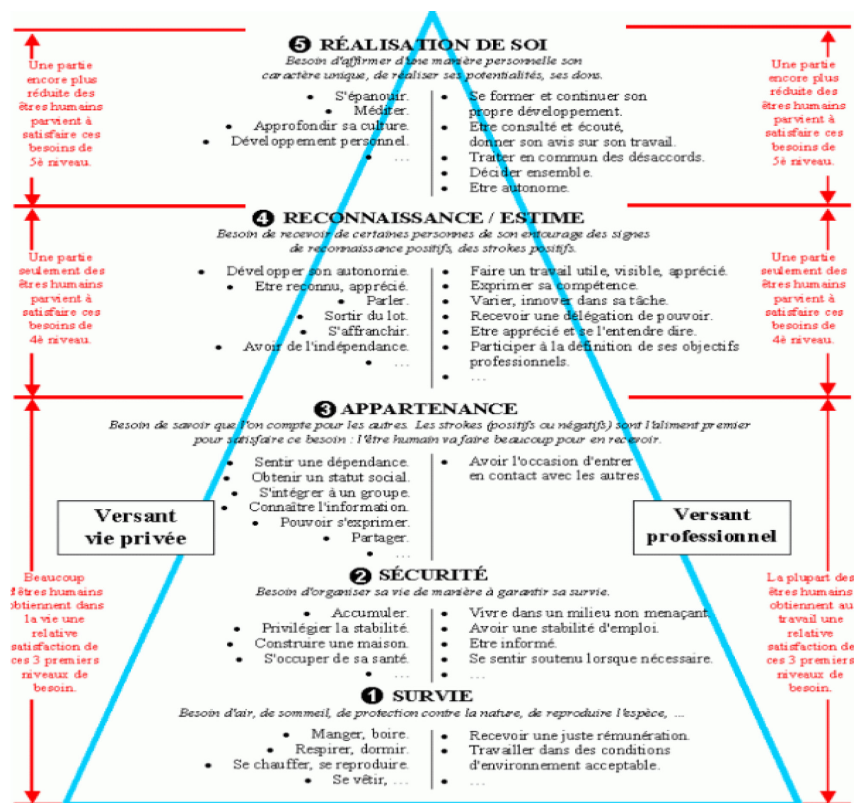 ❺ RÉALISATION DE SOI
Besoin d'affirmer d'une manière personnelle son
caractère unique, de réaliser ses potentialités, ses dons.
• S'épanouir.
• Méditer.
• Approfondir sa culture.
• Développement personnel.
• ...
• Se former et continuer son
propre développement.
• Etre consulté et écouté,
donner son avis sur son travail.
• Traiter en commun des désaccords.
• Décider ensemble.
• Etre autonome.
Une partie
encore plus
réduite des
êtres humains
parvient à
satisfaire ces
besoins de
5è niveau.
Une partie
encore plus
réduite des
êtres humains
parvient à
satisfaire ces
besoins de
5è niveau.
❹ RECONNAISSANCE / ESTIME
Besoin de recevoir de certaines personnes de son entourage des signes
de reconnaissance positifs, des strokes positifs.
• Développer son autonomie.
• Etre reconnu, apprécié.
• Parler.
• Sortir du lot.
• S'affranchir.
• Avoir de l'indépendance.
• ...
• Faire un travail utile, visible, apprécié.
• Exprimer sa compétence.
• Varier, innover dans sa tâche.
• Recevoir une délégation de pouvoir.
• Etre apprécié et se l'entendre dire.
• Participer à la définition de ses objectifs
professionnels.
• ...
Une partie
seulement des
êtres humains
parvient à
satisfaire ces
besoins de
4è niveau.
Une partie
seulement des
êtres humains
parvient à
satisfaire ces
besoins de
4è niveau.
❸ APPARTENANCE
Besoin de savoir que l'on compte pour les autres. Les strokes (positifs ou négatifs) sont l'aliment premier
pour satisfaire ce besoin : l'être humain va faire beaucoup pour en recevoir.
• Sentir une dépendance.
• Obtenir un statut social.
• S'intégrer à un groupe.
• Connaître l'information.
• Pouvoir s'exprimer.
• Partager.
• ...
• Avoir l'occasion d'entrer
en contact avec les autres.
Versant
vie privée
Versant
professionnel
❷ SÉCURITÉ
Besoin d'organiser sa vie de manière à garantir sa survie.
• Accumuler.
• Privilégier la stabilité.
• Construire une maison.
• S'occuper de sa santé.
• ...
• Vivre dans un milieu non menaçant.
• Avoir une stabilité d'emploi.
• Etre informé.
• Se sentir soutenu lorsque nécessaire.
• ...
Beaucoup
d'êtres humains
obtiennent dans
la vie une
relative
satisfaction de
ces 3 premiers
niveaux de
besoin.
La plupart des
êtres humains
obtiennent au
travail une
relative
satisfaction de
ces 3 premiers
niveaux de
besoin.
❶ SURVIE
Besoin d'air, de sommeil, de protection contre la nature, de reproduire l'espèce, ...
• Manger, boire.
• Respirer, dormir.
• Se chauffer, se reproduire.
• Se vêtir, ...
• Recevoir une juste rémunération.
• Travailler dans des conditions
d'environnement acceptable.
• ...